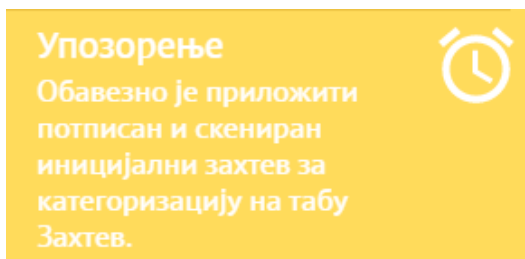 Упозорење
Обавезно је приложити
потписан и скениран
иницијални захтев за
категоризацију на табу
Захтев.